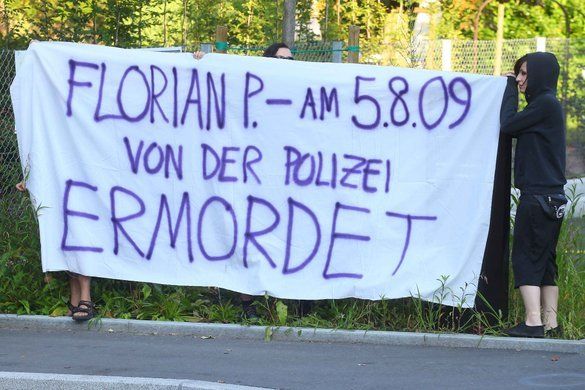 FLORIAN P. – AM 5.8.09
VON DER POLIZEI
ERMORDET